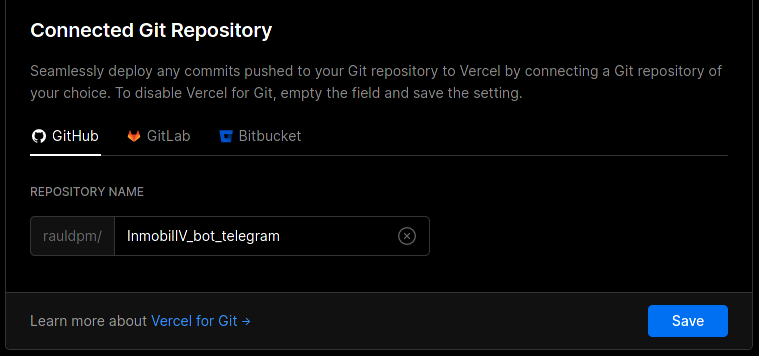 Connected Git Repository
Seamlessly deploy any commits pushed to your Git repository to Vercel by connecting a Git repository of
your choice. To disable Vercel for Git, empty the field and save the setting.
GitHub GitLab Bitbucket
REPOSITORY NAME
rauldpm/ InmobilIV_bot_telegram
Learn more about Vercel for Git → Save